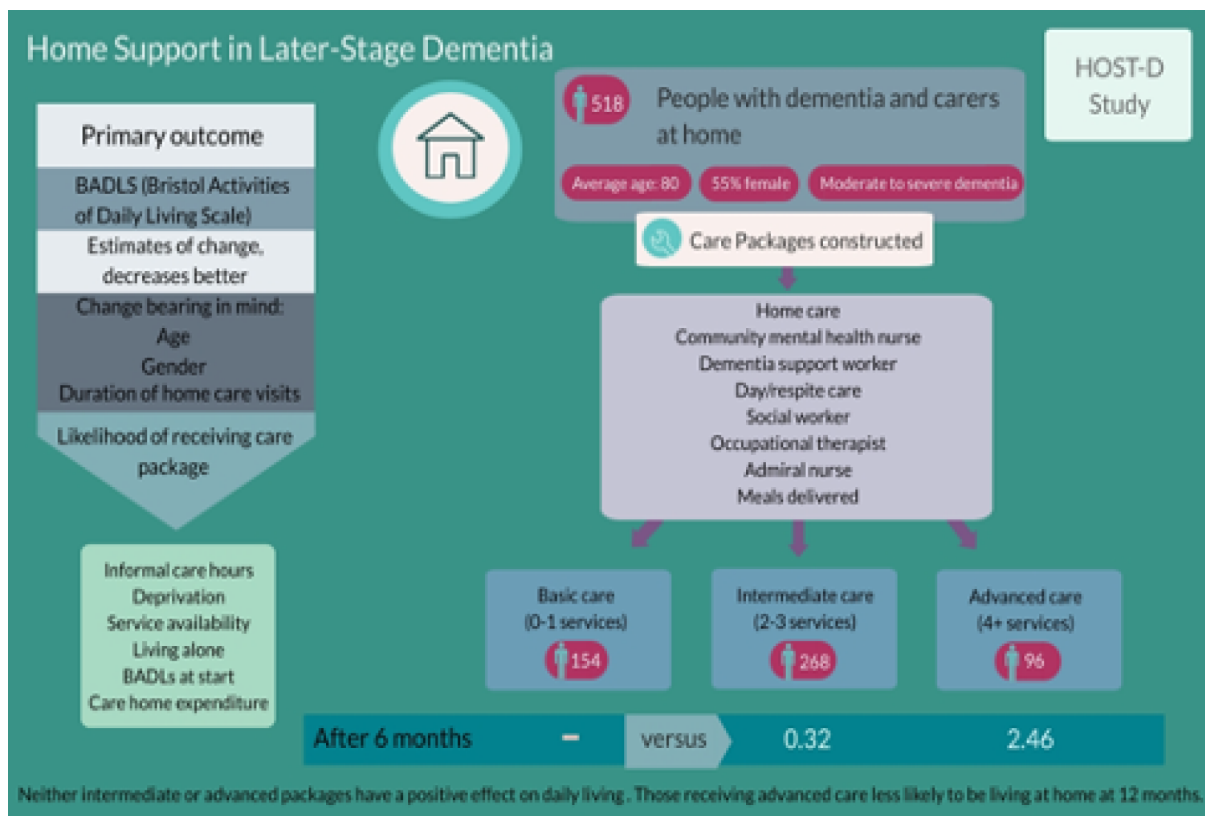 Home Support in Later-Stage Dementia
HOST-D
Study
Primary outcome
BADLS (Bristol Activities
of Daily Living Scale)
Estimates of change,
decreases better
Change bearing in mind:
Age
Gender
Duration of home care visits
Likelihood of receiving care
package
Informal care hours
Deprivation
Service availability
Living alone
BADLs at start
Care home expenditure
518
People with dementia and carers
at home
Average age: 80
55% female
Moderate to severe dementia
Care Packages constructed
Home care
Community mental health nurse
Dementia support worker
Day/respite care
Social worker
Occupational therapist
Admiral nurse
Meals delivered
Basic care
(0-1 services)
154
Intermediate care
(2-3 services)
268
Advanced care
(4+ services)
96
After 6 months – versus 0.32 2.46
Neither intermediate or advanced packages have a positive effect on daily living . Those receiving advanced care less likely to be living at home at 12 months.